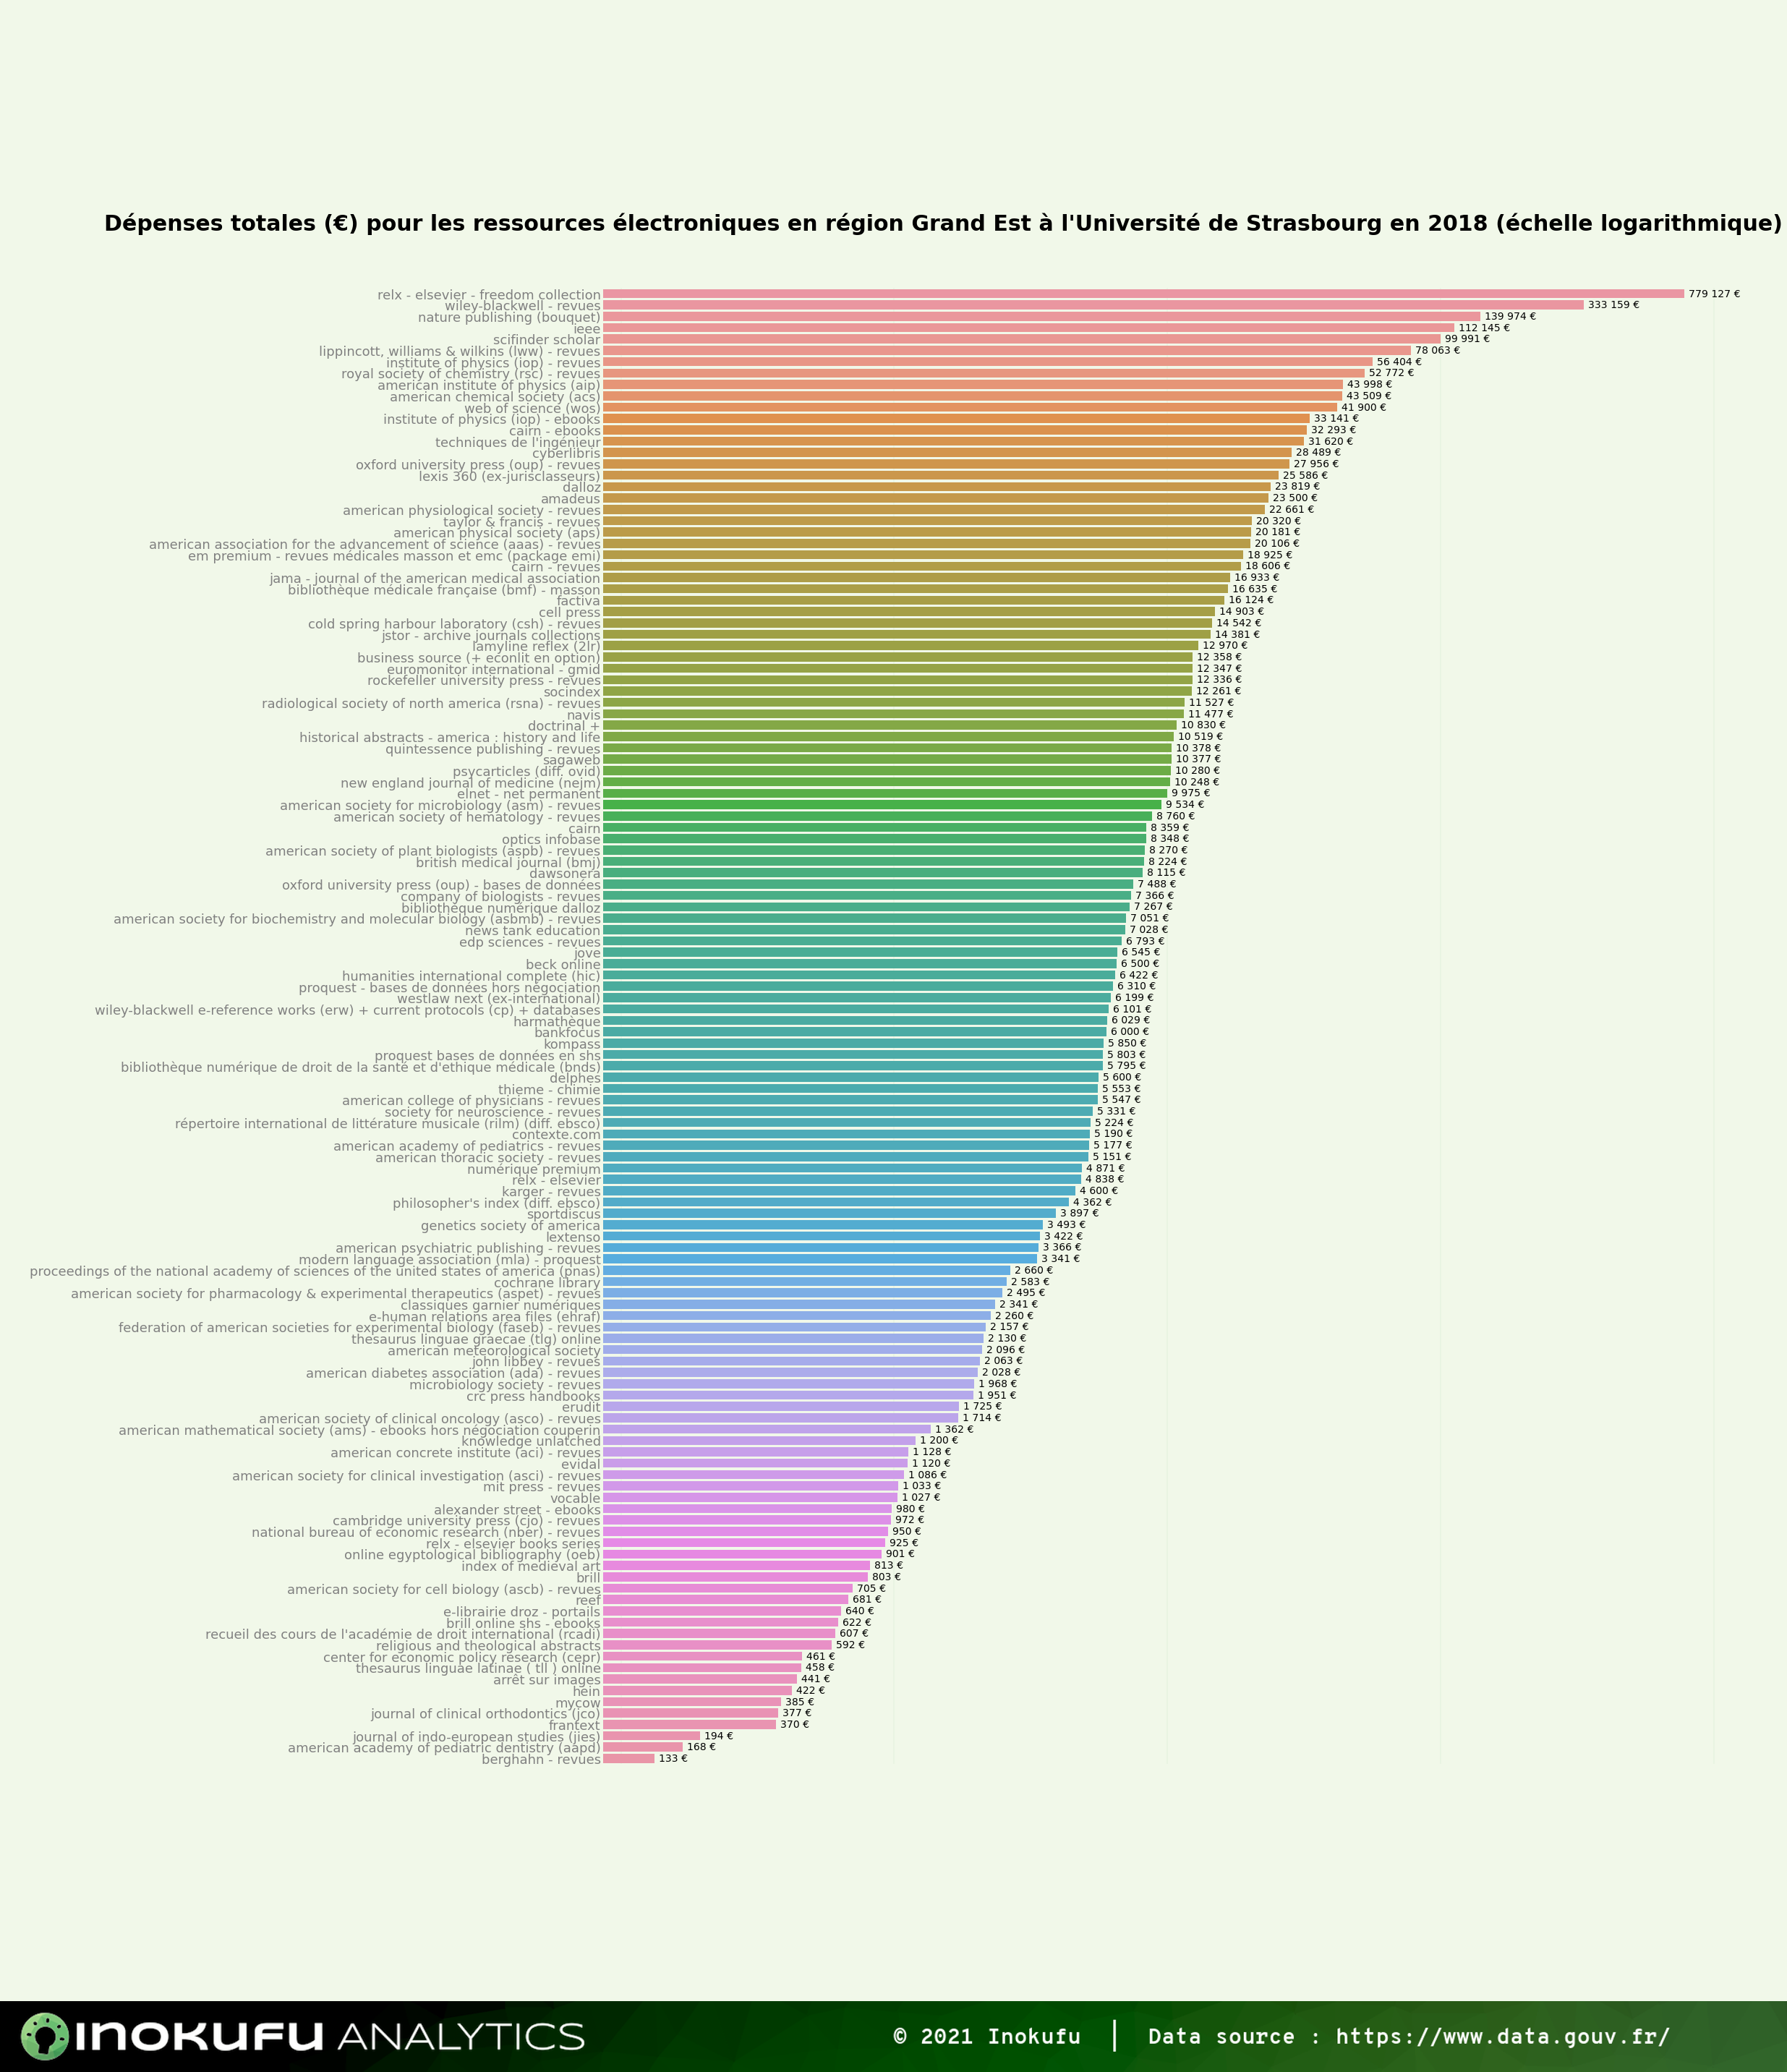 Dépenses totales (€) pour les ressources électroniques en région Grand Est à l'Université de Strasbourg en 2018 (échelle logarithmique)
relx - elsevier - freedom collection 779 127 €
wiley-blackwell - revues 333 159 €
nature publishing (bouquet) 139 974 €
ieee 112 145 €
scifinder scholar 99 991 €
lippincott, williams & wilkins (lww) - revues 78 063 €
institute of physics (iop) - revues 56 404 €
royal society of chemistry (rsc) - revues 52 772 €
american institute of physics (aip) 43 998 €
american chemical society (acs) 43 509 €
web of science (wos) 41 900 €
institute of physics (iop) - ebooks 33 141 €
cairn - ebooks 32 293 €
techniques de l'ingénieur 31 620 €
cyberlibris 28 489 €
oxford university press (oup) - revues 27 956 €
lexis 360 (ex-jurisclasseurs) 25 586 €
dalloz 23 819 €
amadeus 23 500 €
american physiological society - revues 22 661 €
taylor & francis - revues 20 320 €
american physical society (aps) 20 181 €
american association for the advancement of science (aaas) - revues 20 106 €
em premium - revues médicales masson et emc (package emi) 18 925 €
cairn - revues 18 606 €
jama - journal of the american medical association 16 933 €
bibliothèque médicale française (bmf) - masson 16 635 €
factiva 16 124 €
cell press 14 903 €
cold spring harbour laboratory (csh) - revues 14 542 €
jstor - archive journals collections 14 381 €
lamyline reflex (2lr) 12 970 €
business source (+ econlit en option) 12 358 €
euromonitor international - gmid 12 347 €
rockefeller university press - revues 12 336 €
socindex 12 261 €
radiological society of north america (rsna) - revues 11 527 €
navis 11 477 €
doctrinal + 10 830 €
historical abstracts - america : history and life 10 519 €
quintessence publishing - revues 10 378 €
sagaweb 10 377 €
psycarticles (diff. ovid) 10 280 €
new england journal of medicine (nejm) 10 248 €
elnet - net permanent 9 975 €
american society for microbiology (asm) - revues 9 534 €
american society of hematology - revues 8 760 €
cairn 8 359 €
optics infobase 8 348 €
american society of plant biologists (aspb) - revues 8 270 €
british medical journal (bmj) 8 224 €
dawsonera 8 115 €
oxford university press (oup) - bases de données 7 488 €
company of biologists - revues 7 366 €
bibliothèque numérique dalloz 7 267 €
american society for biochemistry and molecular biology (asbmb) - revues 7 051 €
news tank education 7 028 €
edp sciences - revues 6 793 €
jove 6 545 €
beck online 6 500 €
humanities international complete (hic) 6 422 €
proquest - bases de données hors négociation 6 310 €
westlaw next (ex-international) 6 199 €
wiley-blackwell e-reference works (erw) + current protocols (cp) + databases 6 101 €
harmathèque 6 029 €
bankfocus 6 000 €
kompass 5 850 €
proquest bases de données en shs 5 803 €
bibliothèque numérique de droit de la santé et d'ethique médicale (bnds) 5 795 €
delphes 5 600 €
thieme - chimie 5 553 €
american college of physicians - revues 5 547 €
society for neuroscience - revues 5 331 €
répertoire international de littérature musicale (rilm) (diff. ebsco) 5 224 €
contexte.com 5 190 €
american academy of pediatrics - revues 5 177 €
american thoracic society - revues 5 151 €
numérique premium 4 871 €
relx - elsevier 4 838 €
karger - revues 4 600 €
philosopher's index (diff. ebsco) 4 362 €
sportdiscus 3 897 €
genetics society of america 3 493 €
lextenso 3 422 €
american psychiatric publishing - revues 3 366 €
modern language association (mla) - proquest 3 341 €
proceedings of the national academy of sciences of the united states of america (pnas) 2 660 €
cochrane library 2 583 €
american society for pharmacology & experimental therapeutics (aspet) - revues 2 495 €
classiques garnier numériques 2 341 €
e-human relations area files (ehraf) 2 260 €
federation of american societies for experimental biology (faseb) - revues 2 157 €
thesaurus linguae graecae (tlg) online 2 130 €
american meteorological society 2 096 €
john libbey - revues 2 063 €
american diabetes association (ada) - revues 2 028 €
microbiology society - revues 1 968 €
crc press handbooks 1 951 €
erudit 1 725 €
american society of clinical oncology (asco) - revues 1 714 €
american mathematical society (ams) - ebooks hors négociation couperin 1 362 €
knowledge unlatched 1 200 €
american concrete institute (aci) - revues 1 128 €
evidal 1 120 €
american society for clinical investigation (asci) - revues 1 086 €
mit press - revues 1 033 €
vocable 1 027 €
alexander street - ebooks 980 €
cambridge university press (cjo) - revues 972 €
national bureau of economic research (nber) - revues 950 €
relx - elsevier books series 925 €
online egyptological bibliography (oeb) 901 €
index of medieval art 813 €
brill 803 €
american society for cell biology (ascb) - revues 705 €
reef 681 €
e-librairie droz - portails 640 €
brill online shs - ebooks 622 €
recueil des cours de l'académie de droit international (rcadi) 607 €
religious and theological abstracts 592 €
center for economic policy research (cepr) 461 €
thesaurus linguae latinae ( tll ) online 458 €
arrêt sur images 441 €
hein 422 €
mycow 385 €
journal of clinical orthodontics (jco) 377 €
frantext 370 €
journal of indo-european studies (jies) 194 €
american academy of pediatric dentistry (aapd) 168 €
berghahn - revues 133 €
INOKUFU ANALYTICS
© 2021 Inokufu | Data source : https://www.data.gouv.fr/